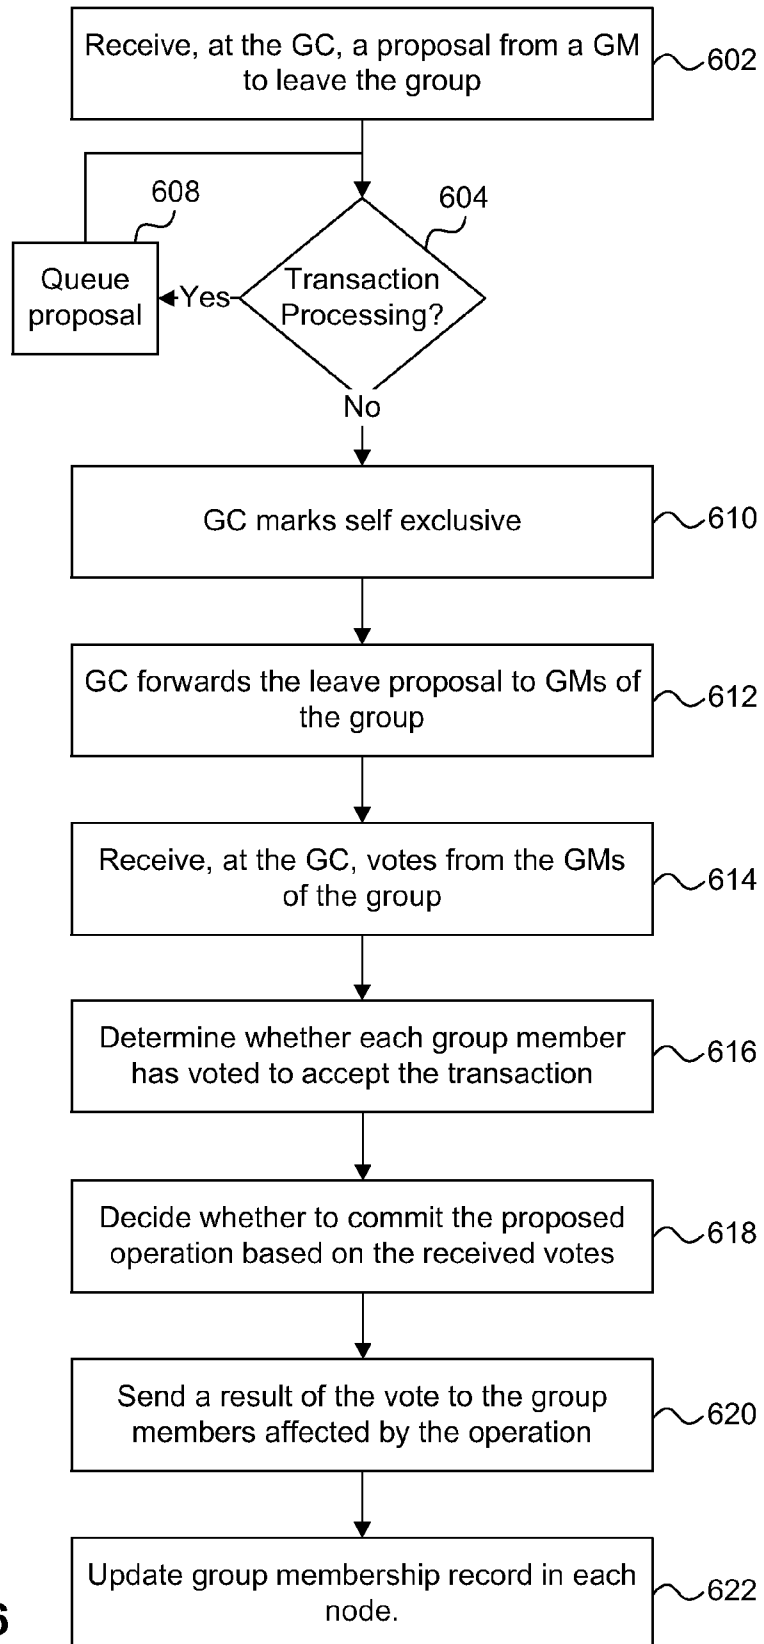 Receive, at the GC, a proposal from a GM
to leave the group
602
608
604
Queue
proposal
Yes
Transaction
Processing?
No
GC marks self exclusive
610
GC forwards the leave proposal to GMs of
the group
612
Receive, at the GC, votes from the GMs
of the group
614
Determine whether each group member
has voted to accept the transaction
616
Decide whether to commit the proposed
operation based on the received votes
618
Send a result of the vote to the group
members affected by the operation
620
Update group membership record in each
node.
622
6